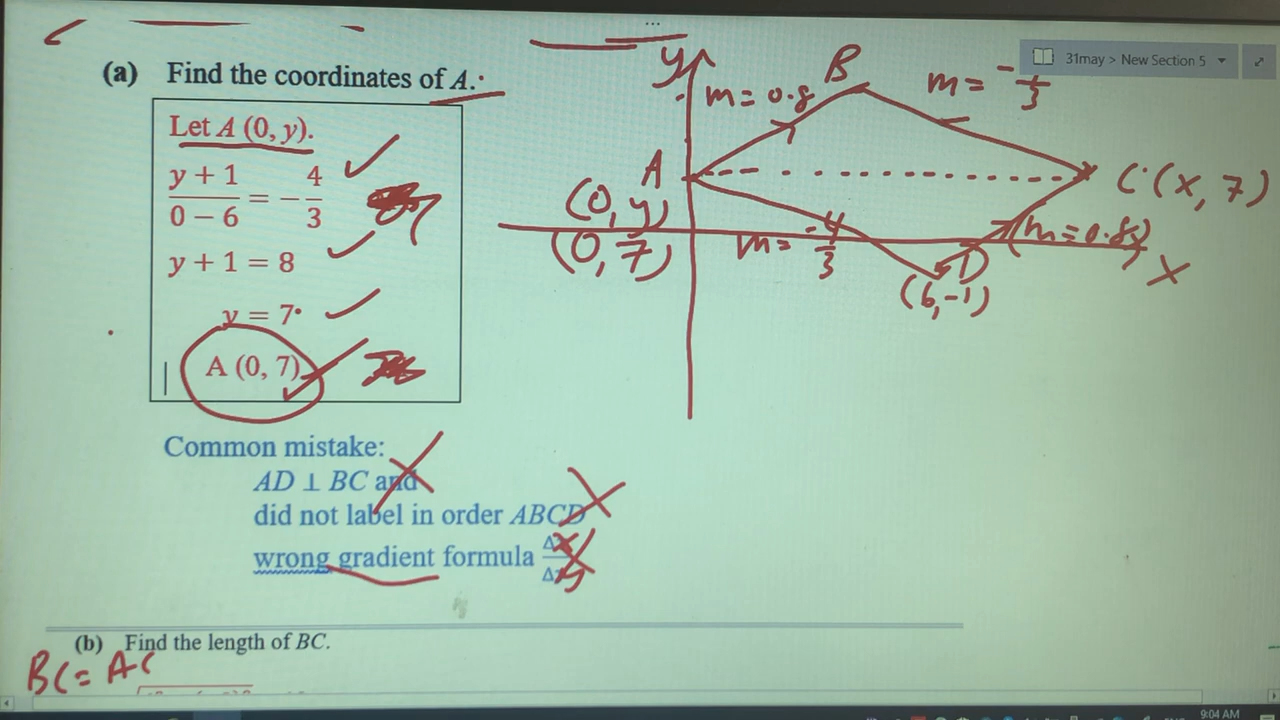 31may > New Section 5
(a) Find the coordinates of A.
Let A (0, y).
y + 1 / 0 − 6 = − 4 / 3
y + 1 = 8
y = 7
A (0, 7)
y
B
m = 0.8
m = -4/3
A
(0, y)
(0, 7)
C (x, 7)
m = -4/3
(m = 0.8)
D
(6, -1)
x
Common mistake:
AD ⊥ BC and
did not label in order ABCD
wrong gradient formula Δx/Δy
(b) Find the length of BC.
BC = AC
9:04 AM